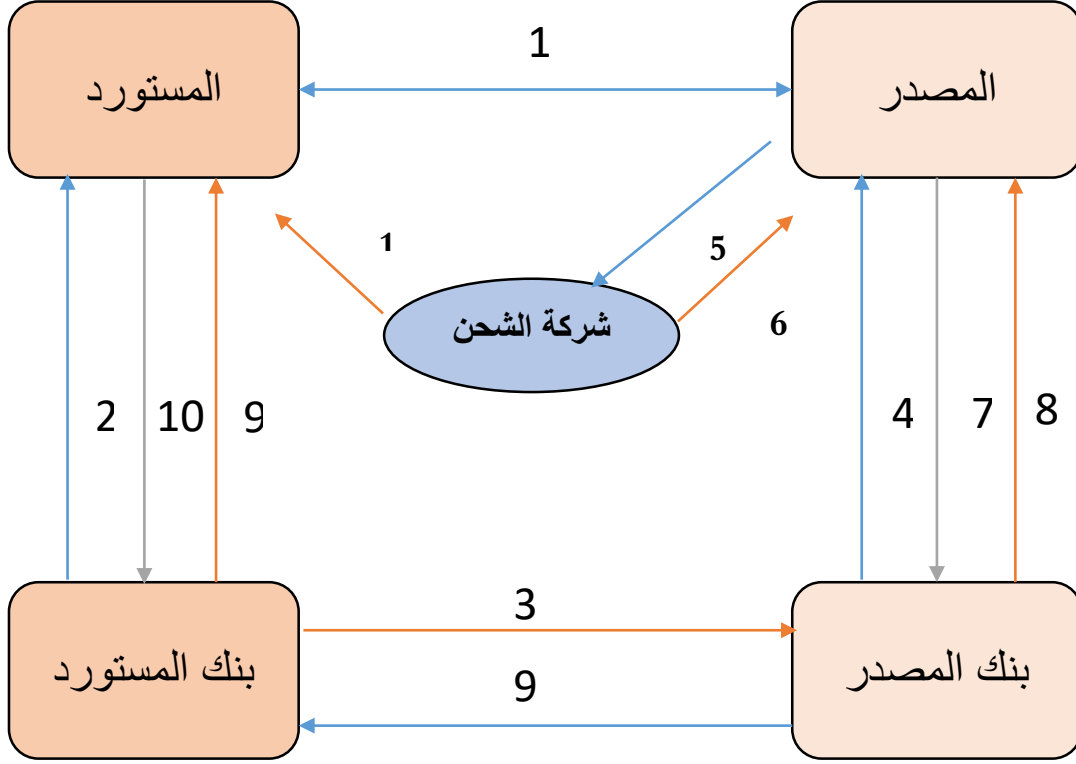 المصدر
1
المستورد
1
5
شركة الشحن
6
2
10
9
4
7
8
3
بنك المصدر
بنك المستورد
9